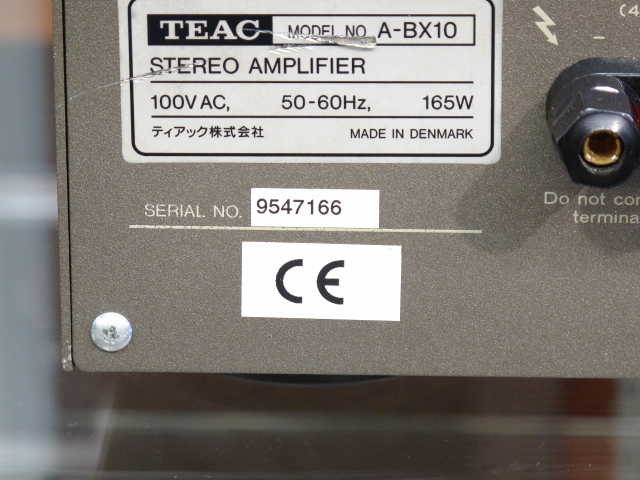 TEAC MODEL NO. A-BX10
STEREO AMPLIFIER
100V AC, 50-60Hz, 165W
ティアック株式会社 MADE IN DENMARK
(4
−
Do not
termina
SERIAL NO. 9547166
CE